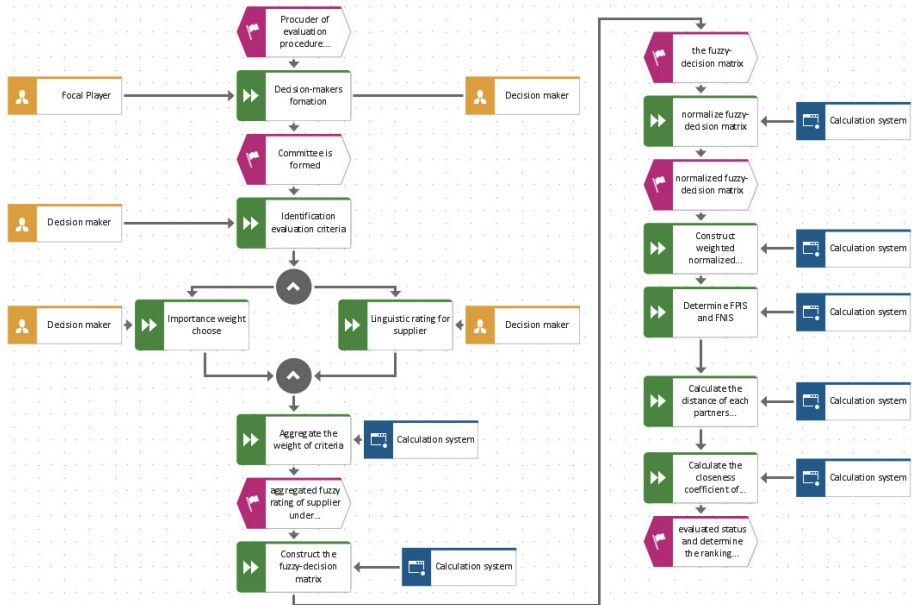 Procuder of
evaluation
procedure...
Focal Player
Decision-makers
fomation
Decision maker
Committee is
formed
Decision maker
Identification
evaluation criteria
Decision maker
Importance weight
choose
Linguistic rating for
supplier
Decision maker
Aggregate the
weight of criteria
Calculation system
aggregated fuzzy
rating of supplier
under...
Construct the
fuzzy-decision
matrix
Calculation system
the fuzzy-
decision matrix
normalize fuzzy-
decision matrix
Calculation system
normalized fuzzy-
decision matrix
Construct
weighted
normalized...
Calculation system
Determine FPIS
and FNIS
Calculation system
Calculate the
distance of each
partners...
Calculation system
Calculate the
closeness
coefficient of...
Calculation system
evaluated status
and determine
the ranking...